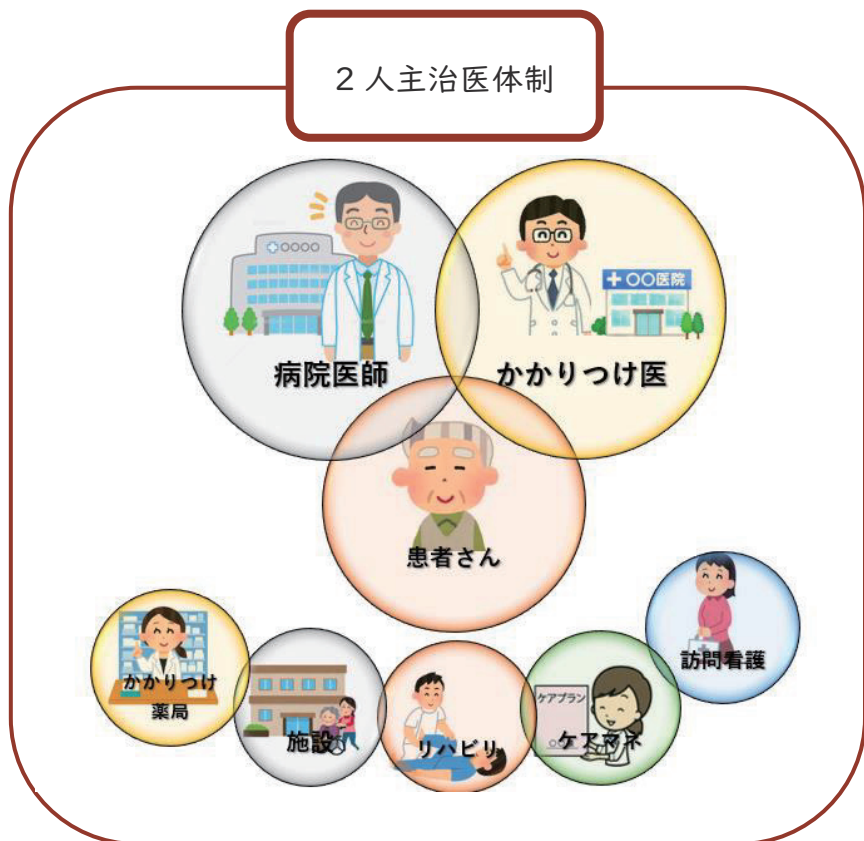 2人主治医体制
○○○○
○○医院
病院医師
かかりつけ医
患者さん
訪問看護
かかりつけ
薬局
施設
リハビリ
ケアプラン
ケアマネ